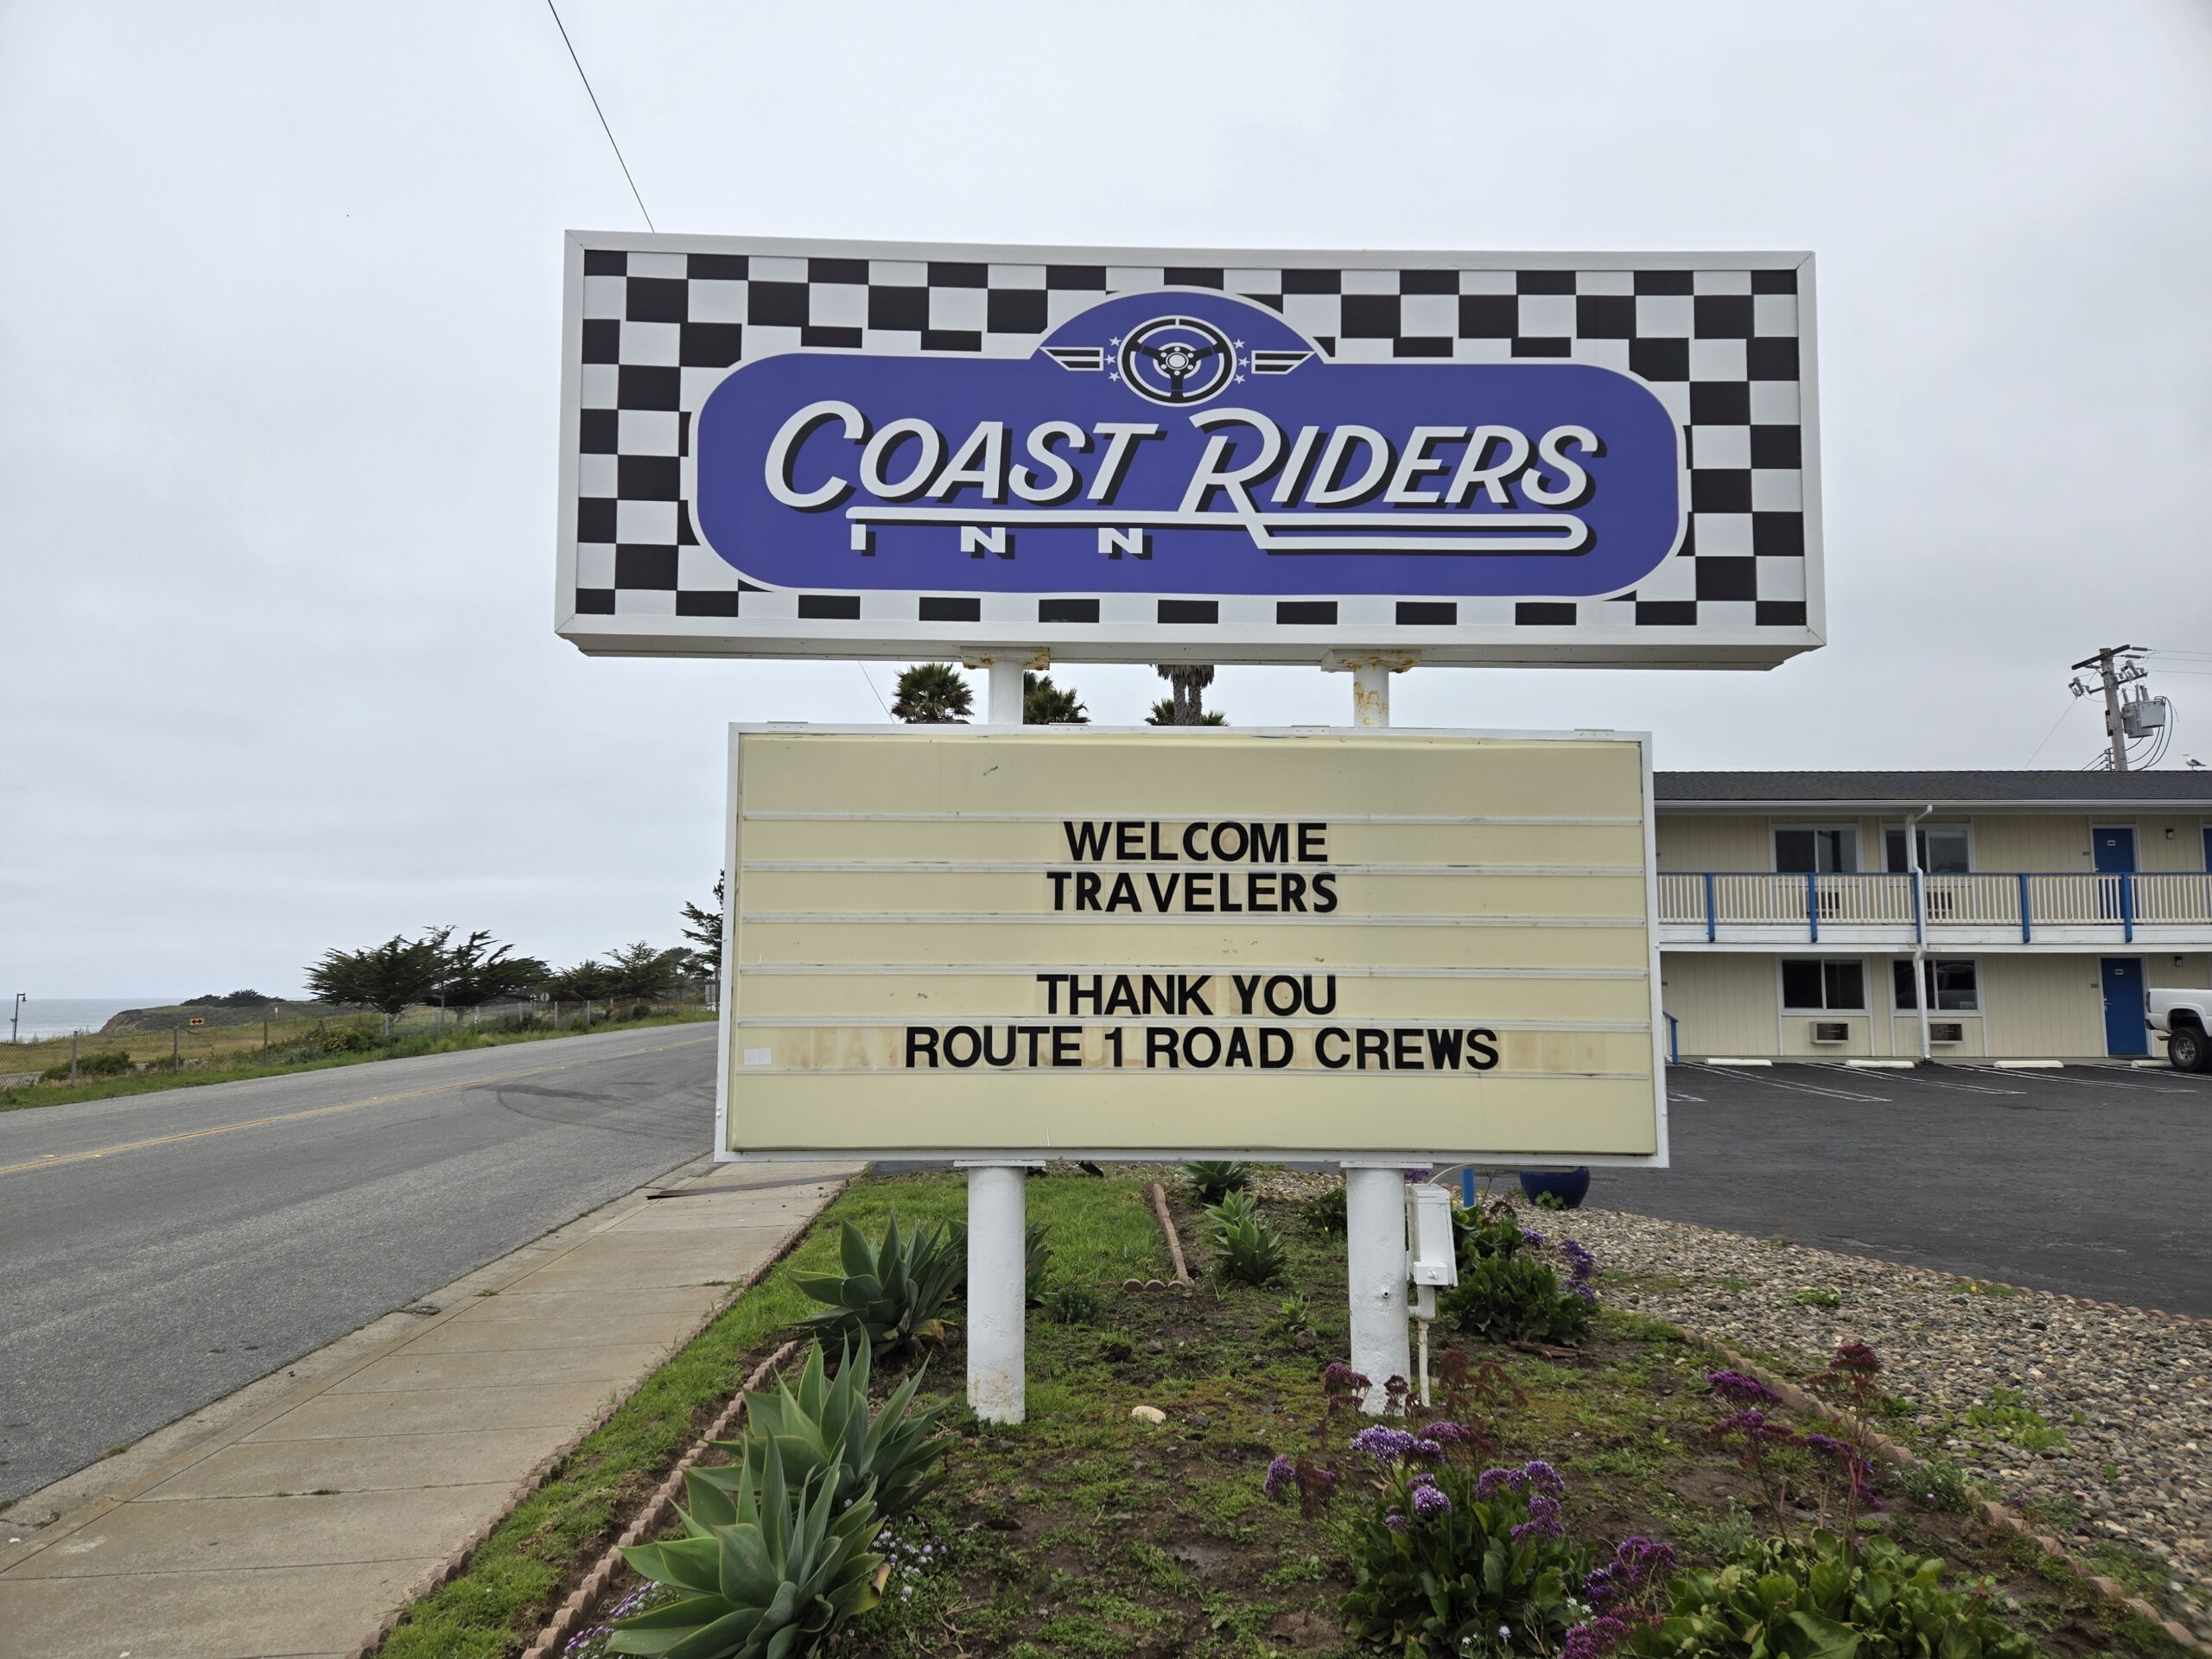 COAST RIDERS
INN
WELCOME
TRAVELERS
THANK YOU
ROUTE 1 ROAD CREWS